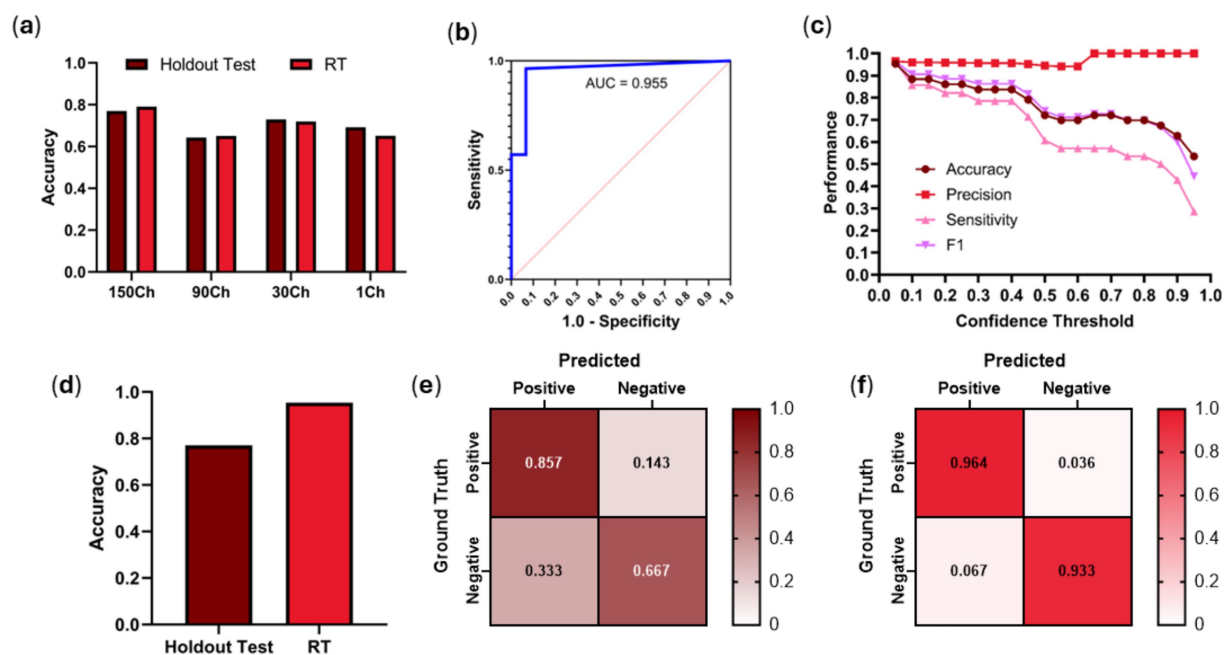 (a)
Holdout Test RT
Accuracy
1.0
0.8
0.6
0.4
0.2
0.0
150Ch 90Ch 30Ch 1Ch
(b)
AUC = 0.955
Sensitivity
1.0
0.5
0.0
0.0 0.1 0.2 0.3 0.4 0.5 0.6 0.7 0.8 0.9 1.0
1.0 - Specificity
(c)
Performance
1.0
0.9
0.8
0.7
0.6
0.5
0.4
0.3
0.2
0.1
0.0
Accuracy
Precision
Sensitivity
F1
0.0 0.1 0.2 0.3 0.4 0.5 0.6 0.7 0.8 0.9 1.0
Confidence Threshold
(d)
Accuracy
1.0
0.8
0.6
0.4
0.2
0.0
Holdout Test RT
(e)
Predicted
Positive Negative
Ground Truth
Positive
Negative
0.857 0.143
0.333 0.667
1.0
0.8
0.6
0.4
0.2
0
(f)
Predicted
Positive Negative
Ground Truth
Positive
Negative
0.964 0.036
0.067 0.933
1.0
0.8
0.6
0.4
0.2
0